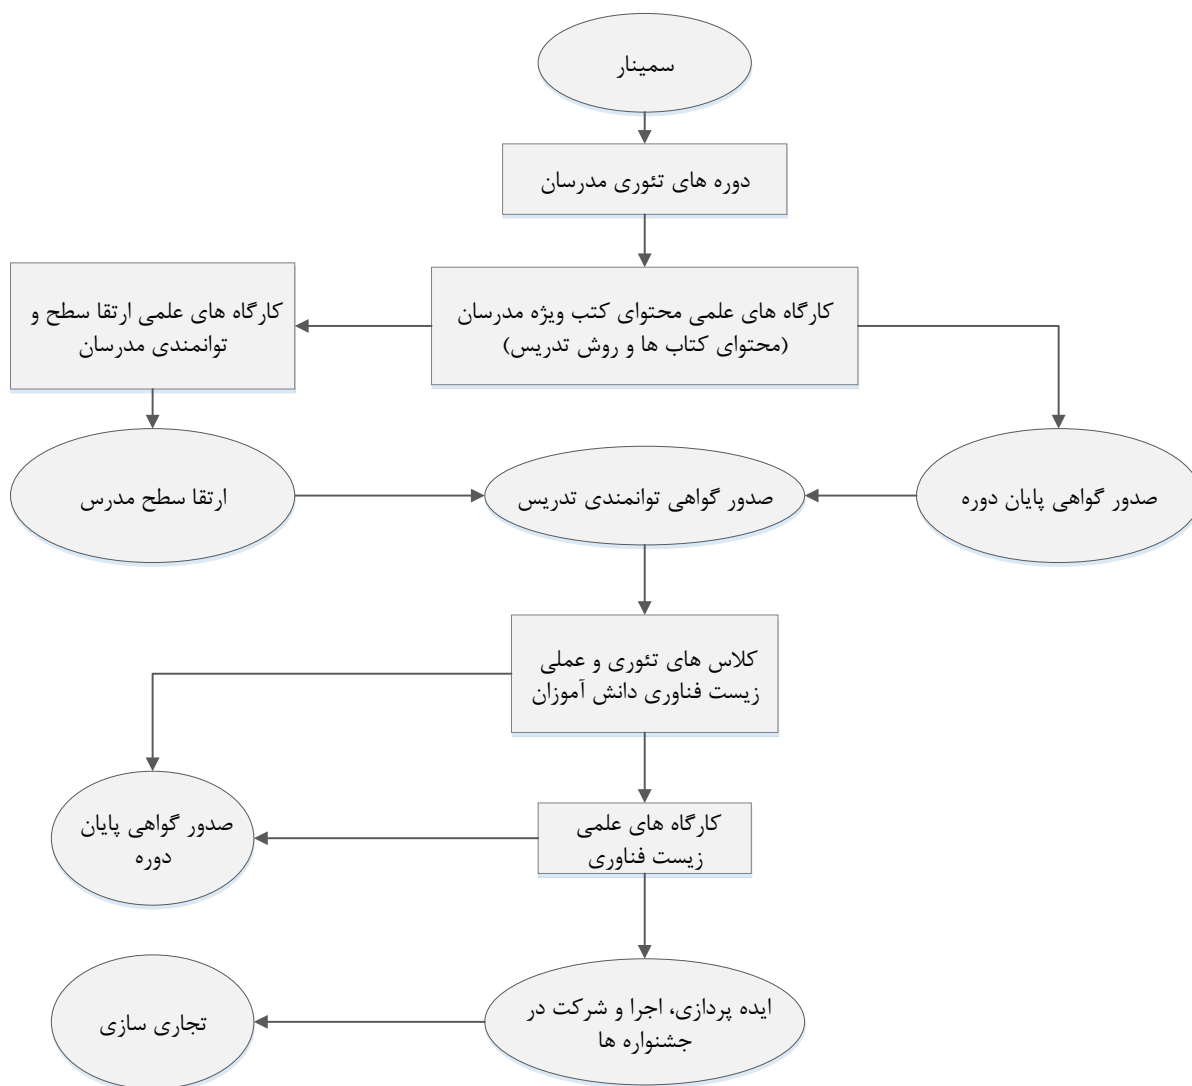 سمینار
دوره های تئوری مدرسان
کارگاه های علمی محتوای کتب ویژه مدرسان
(محتوای کتاب ها و روش تدریس)
کارگاه های علمی ارتقا سطح و
توانمندی مدرسان
صدور گواهی پایان دوره
صدور گواهی توانمندی تدریس
ارتقا سطح مدرس
کلاس های تئوری و عملی
زیست فناوری دانش آموزان
کارگاه های علمی
زیست فناوری
صدور گواهی پایان
دوره
ایده پردازی، اجرا و شرکت در
جشنواره ها
تجاری سازی